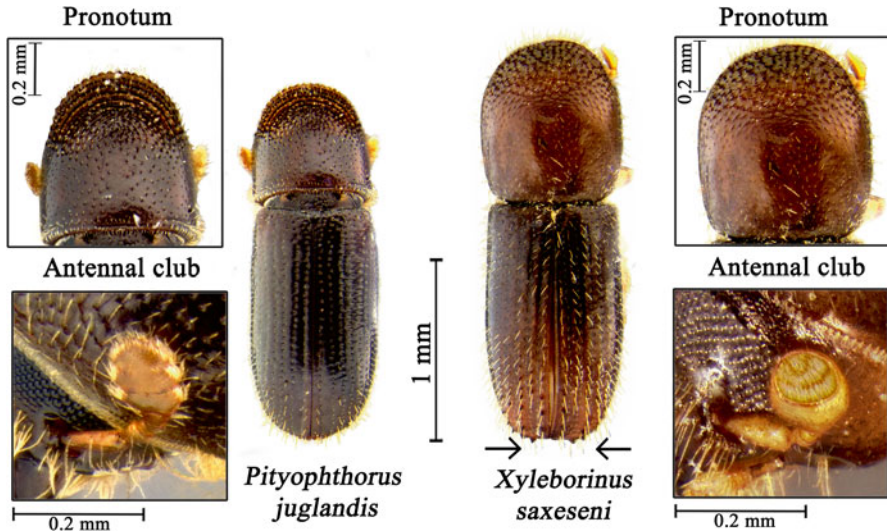 Pronotum
0.2 mm
Antennal club
0.2 mm
1 mm
Pityophthorus
juglandis
Xyleborinus
saxeseni
Pronotum
0.2 mm
Antennal club
0.2 mm